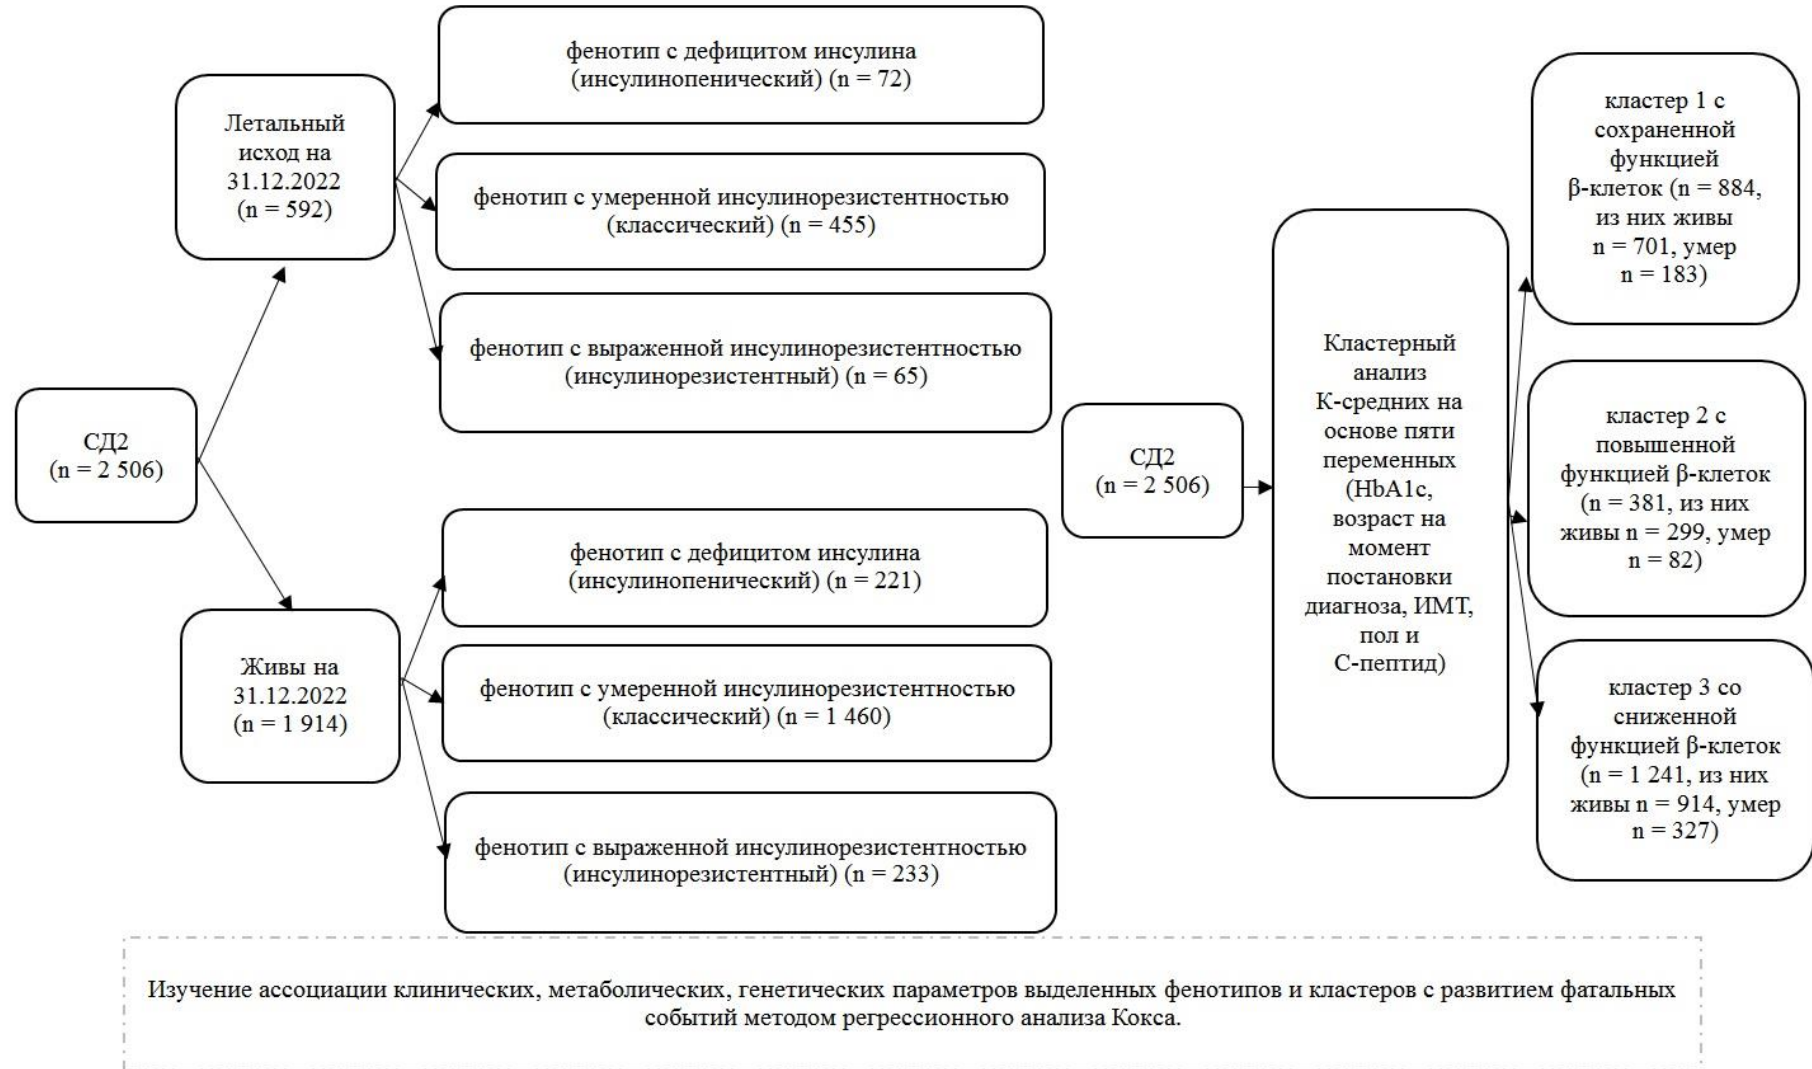 СД2
(n = 2 506)
Летальный
исход на
31.12.2022
(n = 592)
фенотип с дефицитом инсулина
(инсулинопенический) (n = 72)
фенотип с умеренной инсулинорезистентностью
(классический) (n = 455)
фенотип с выраженной инсулинорезистентностью
(инсулинорезистентный) (n = 65)
Живы на
31.12.2022
(n = 1 914)
фенотип с дефицитом инсулина
(инсулинопенический) (n = 221)
фенотип с умеренной инсулинорезистентностью
(классический) (n = 1 460)
фенотип с выраженной инсулинорезистентностью
(инсулинорезистентный) (n = 233)
СД2
(n = 2 506)
Кластерный
анализ
К-средних на
основе пяти
переменных
(HbA1c,
возраст на
момент
постановки
диагноза, ИМТ,
пол и
С-пептид)
кластер 1 с
сохраненной
функцией
β-клеток (n = 884,
из них живы
n = 701, умер
n = 183)
кластер 2 с
повышенной
функцией β-клеток
(n = 381, из них
живы n = 299, умер
n = 82)
кластер 3 со
сниженной
функцией β-клеток
(n = 1 241, из них
живы n = 914, умер
n = 327)
Изучение ассоциации клинических, метаболических, генетических параметров выделенных фенотипов и кластеров с развитием фатальных
событий методом регрессионного анализа Кокса.